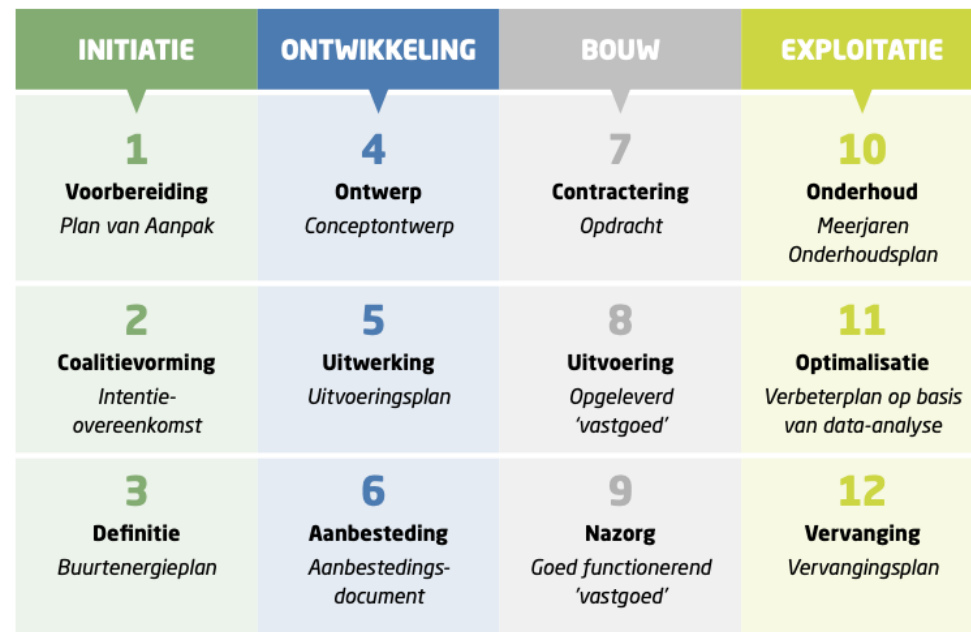 INITIATIE
1
Voorbereiding
Plan van Aanpak
2
Coalitievorming
Intentie-
overeenkomst
3
Definitie
Buurtenergieplan
ONTWIKKELING
4
Ontwerp
Conceptontwerp
5
Uitwerking
Uitvoeringsplan
6
Aanbesteding
Aanbestedings-
document
BOUW
7
Contractering
Opdracht
8
Uitvoering
Opgeleverd
‘vastgoed’
9
Nazorg
Goed functionerend
‘vastgoed’
EXPLOITATIE
10
Onderhoud
Meerjaren
Onderhoudsplan
11
Optimalisatie
Verbeterplan op basis
van data-analyse
12
Vervanging
Vervangingsplan